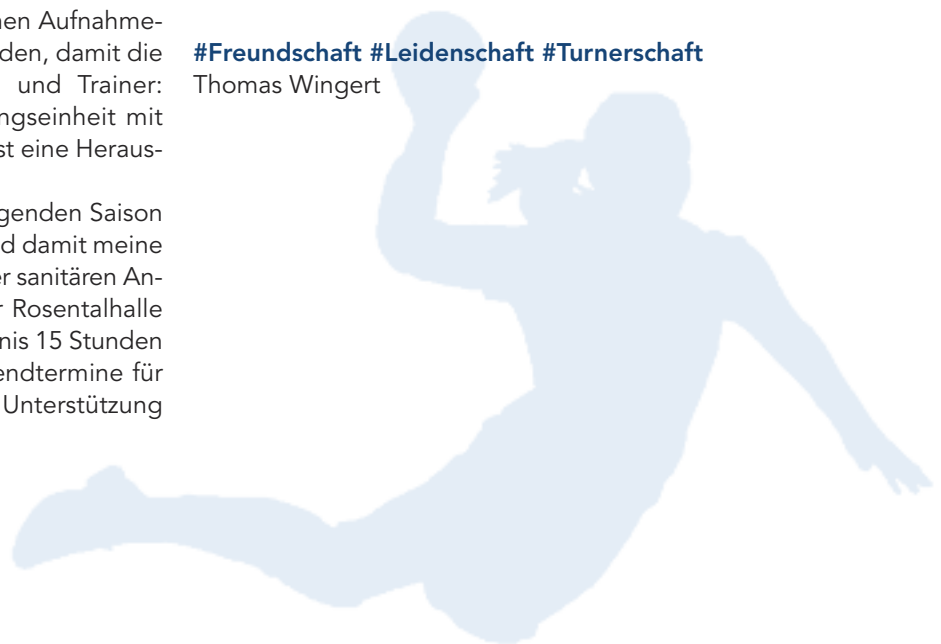 en Aufnahme-
den, damit die
und Trainer:
ngseinheit mit
st eine Heraus-
genden Saison
d damit meine
er sanitären An-
r Rosentalhalle
nis 15 Stunden
endtermine für
Unterstützung
#Freundschaft #Leidenschaft #Turnerschaft
Thomas Wingert